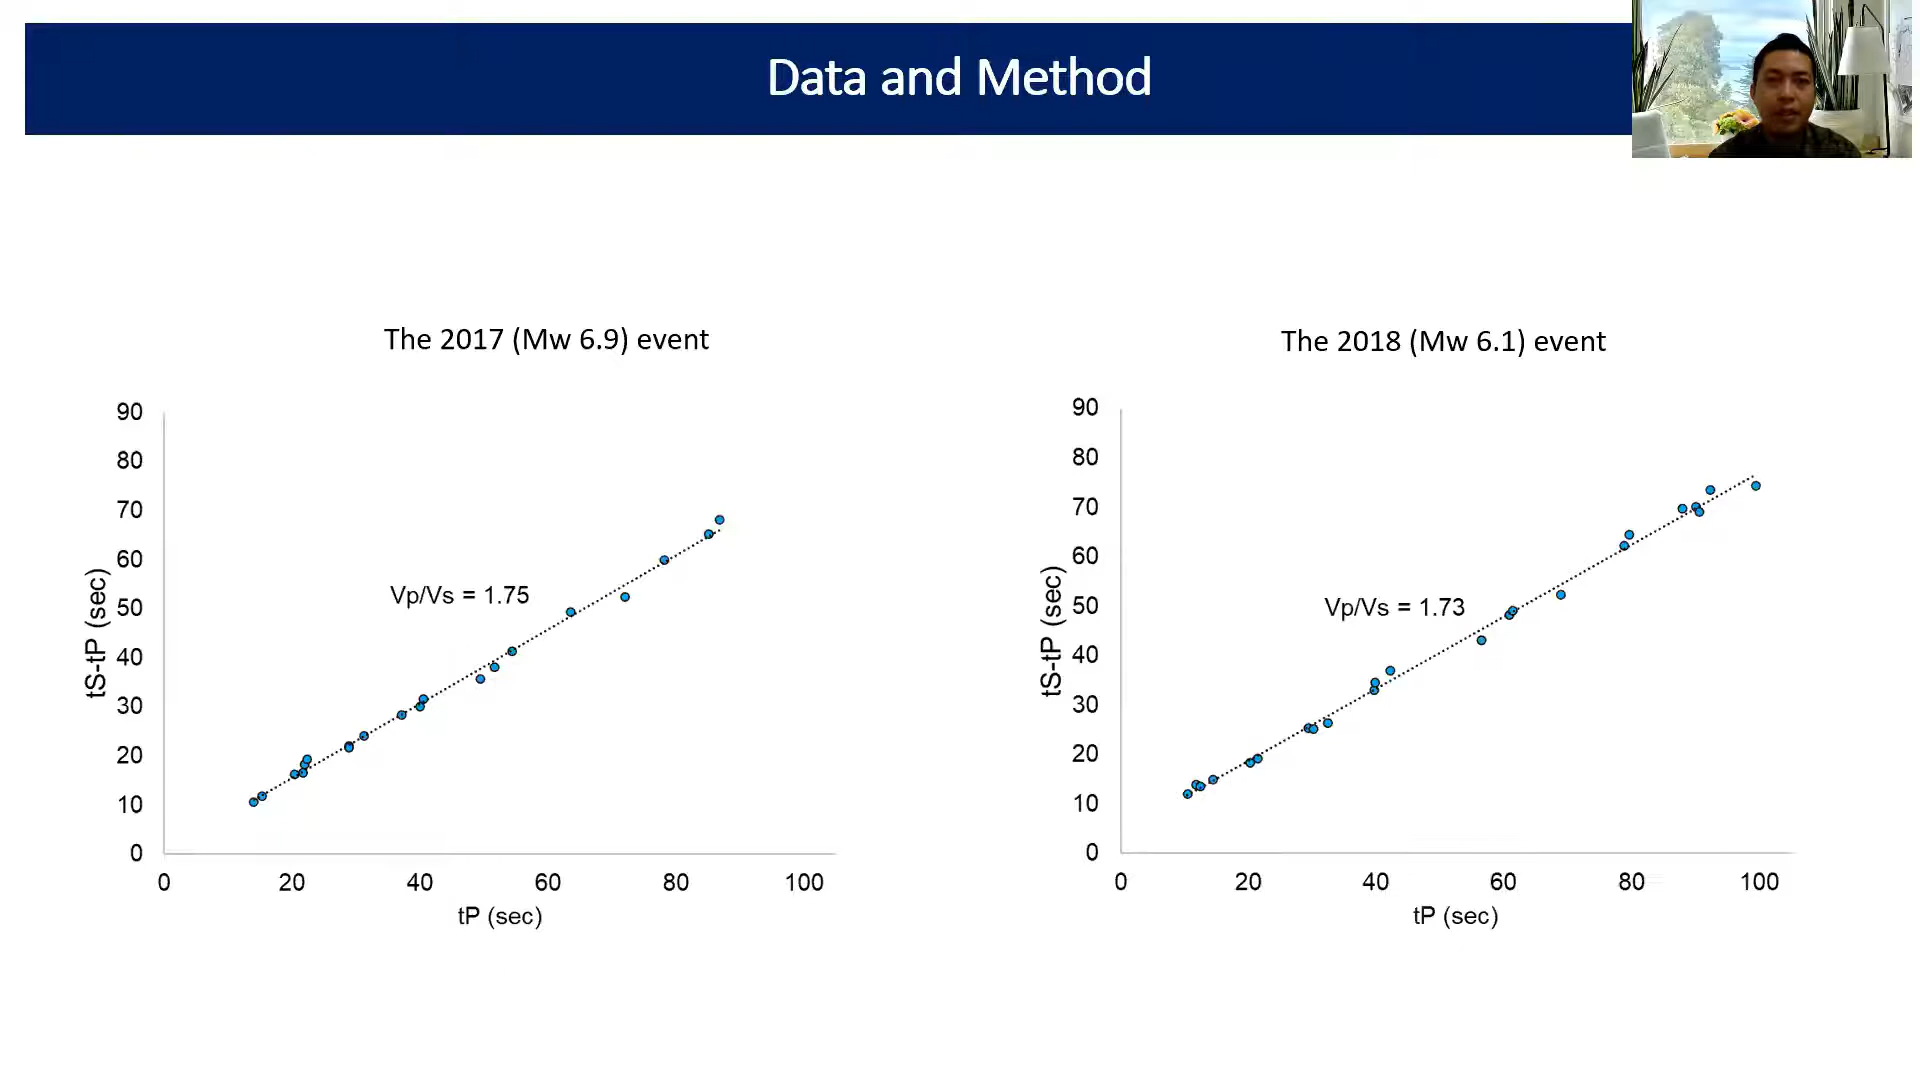 Data and Method
The 2017 (Mw 6.9) event
90
80
70
60
50
40
30
20
10
0
tS-tP (sec)
Vp/Vs = 1.75
0 20 40 60 80 100
tP (sec)
The 2018 (Mw 6.1) event
90
80
70
60
50
40
30
20
10
0
tS-tP (sec)
Vp/Vs = 1.73
0 20 40 60 80 100
tP (sec)